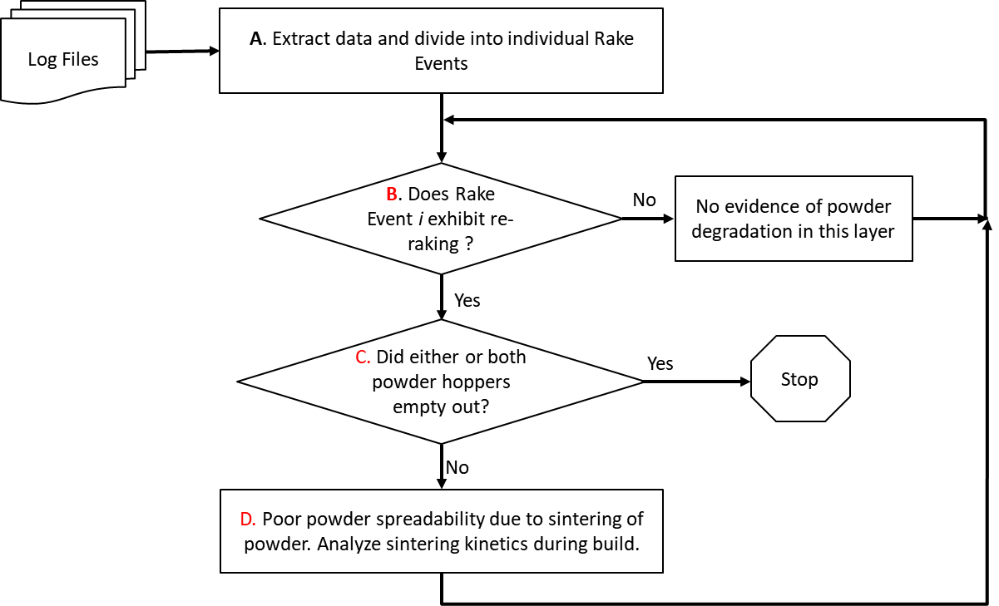 Log Files
A. Extract data and divide into individual Rake
Events
B. Does Rake
Event i exhibit re-
raking ?
No
No evidence of powder
degradation in this layer
Yes
C. Did either or both
powder hoppers
empty out?
Yes
Stop
No
D. Poor powder spreadability due to sintering of
powder. Analyze sintering kinetics during build.